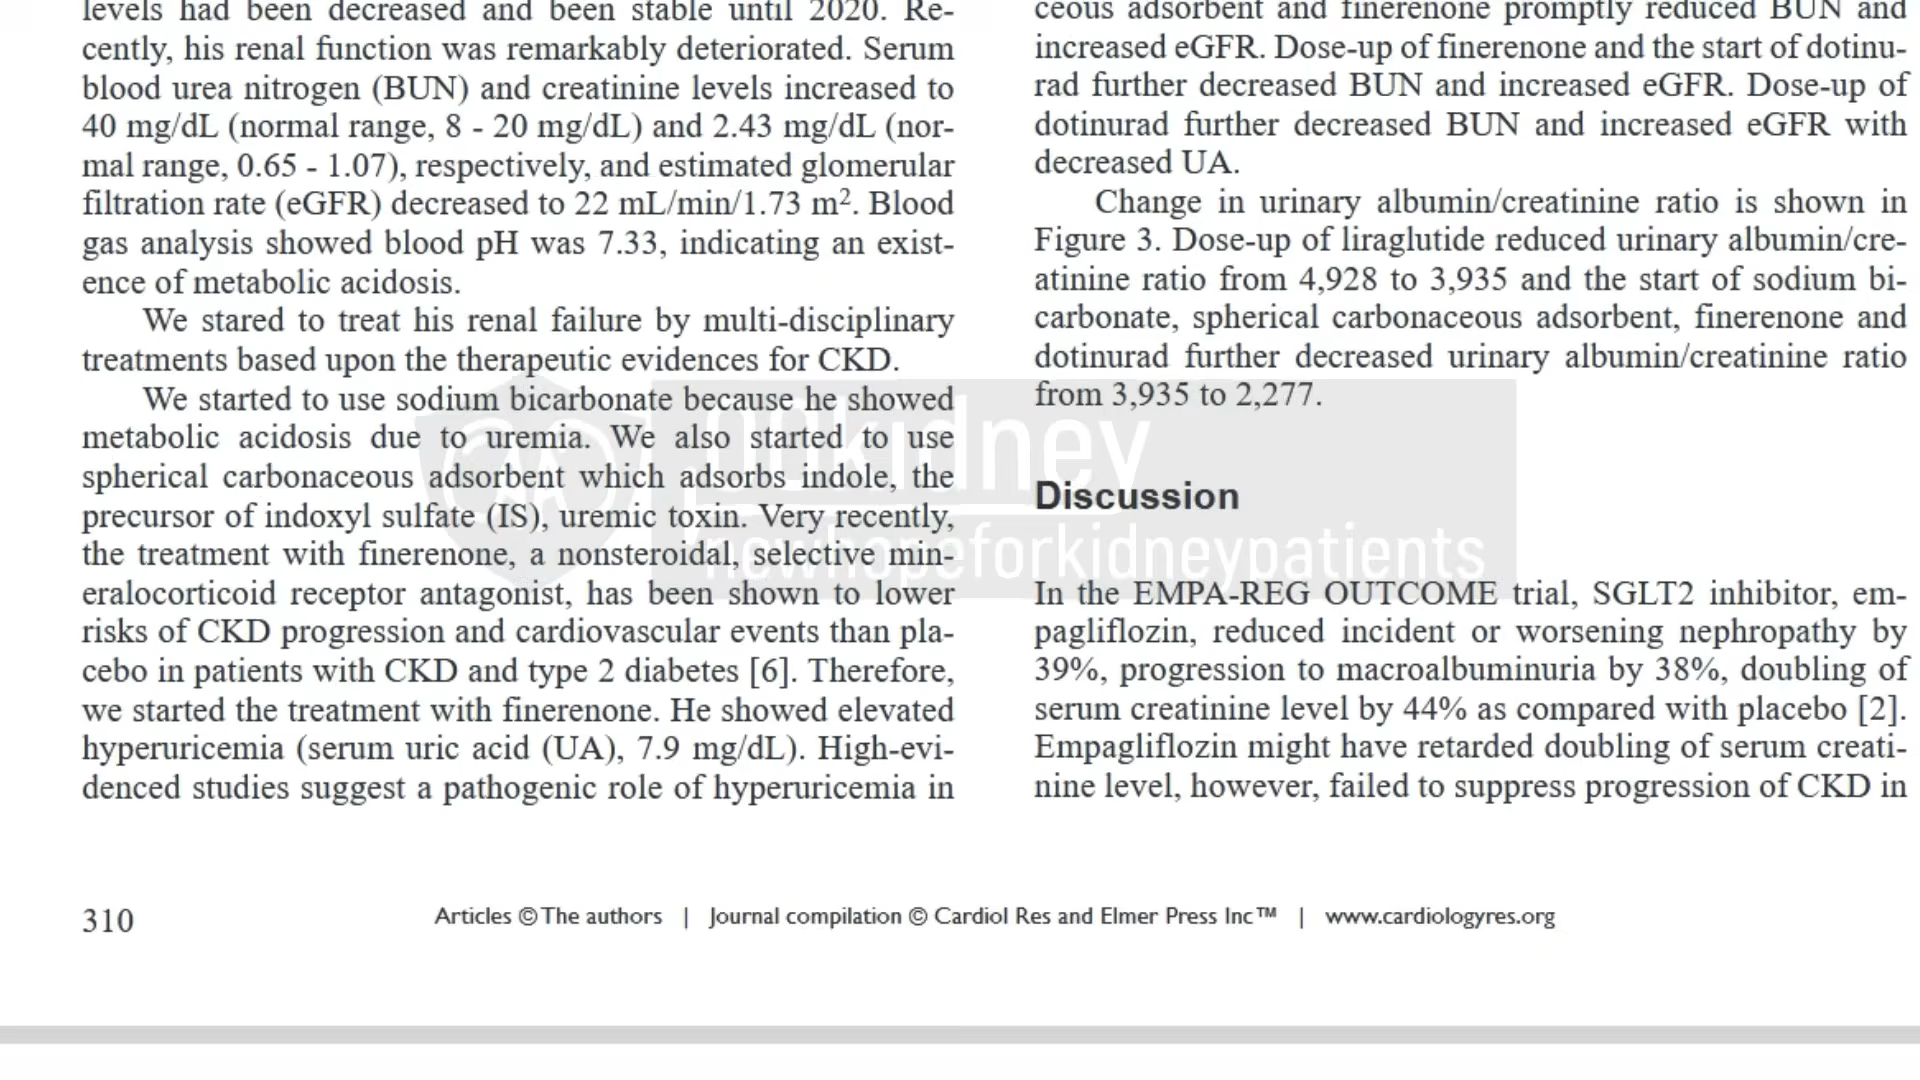 levels had been decreased and been stable until 2020. Re-
cently, his renal function was remarkably deteriorated. Serum
blood urea nitrogen (BUN) and creatinine levels increased to
40 mg/dL (normal range, 8 - 20 mg/dL) and 2.43 mg/dL (nor-
mal range, 0.65 - 1.07), respectively, and estimated glomerular
filtration rate (eGFR) decreased to 22 mL/min/1.73 m². Blood
gas analysis showed blood pH was 7.33, indicating an exist-
ence of metabolic acidosis.
We stared to treat his renal failure by multi-disciplinary
treatments based upon the therapeutic evidences for CKD.
We started to use sodium bicarbonate because he showed
metabolic acidosis due to uremia. We also started to use
spherical carbonaceous adsorbent which adsorbs indole, the
precursor of indoxyl sulfate (IS), uremic toxin. Very recently,
the treatment with finerenone, a nonsteroidal, selective min-
eralocorticoid receptor antagonist, has been shown to lower
risks of CKD progression and cardiovascular events than pla-
cebo in patients with CKD and type 2 diabetes [6]. Therefore,
we started the treatment with finerenone. He showed elevated
hyperuricemia (serum uric acid (UA), 7.9 mg/dL). High-evi-
denced studies suggest a pathogenic role of hyperuricemia in
ceous adsorbent and finerenone promptly reduced BUN and
increased eGFR. Dose-up of finerenone and the start of dotinu-
rad further decreased BUN and increased eGFR. Dose-up of
dotinurad further decreased BUN and increased eGFR with
decreased UA.
Change in urinary albumin/creatinine ratio is shown in
Figure 3. Dose-up of liraglutide reduced urinary albumin/cre-
atinine ratio from 4,928 to 3,935 and the start of sodium bi-
carbonate, spherical carbonaceous adsorbent, finerenone and
dotinurad further decreased urinary albumin/creatinine ratio
from 3,935 to 2,277.
Discussion
In the EMPA-REG OUTCOME trial, SGLT2 inhibitor, em-
pagliflozin, reduced incident or worsening nephropathy by
39%, progression to macroalbuminuria by 38%, doubling of
serum creatinine level by 44% as compared with placebo [2].
Empagliflozin might have retarded doubling of serum creati-
nine level, however, failed to suppress progression of CKD in
newhopeforkidneypatients
310
Articles © The authors | Journal compilation © Cardiol Res and Elmer Press Inc™ | www.cardiologyres.org